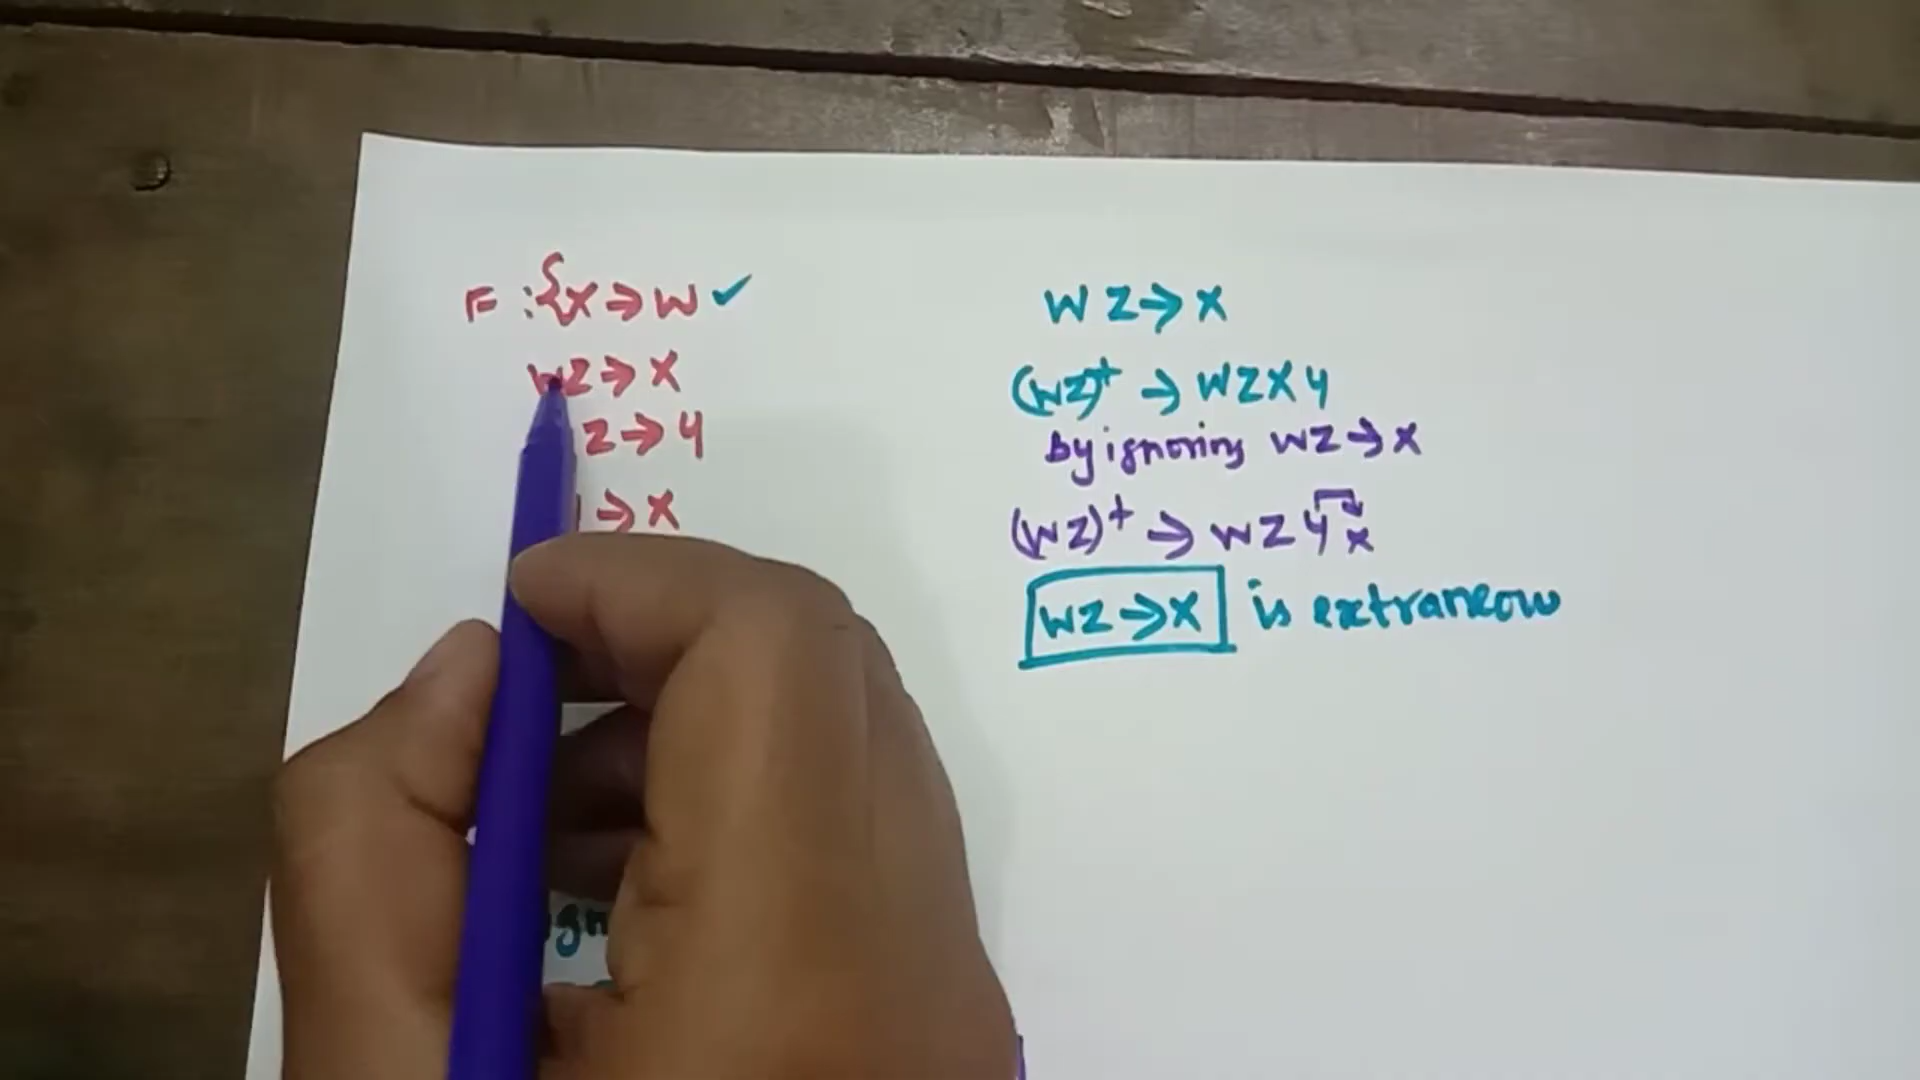 F : {x → w ✓
wz → x
z → y
→ x
wz → x
(wz)⁺ → wzxy
By ignoring wz → x
(wz)⁺ → wzyx
wz → x is extraneous